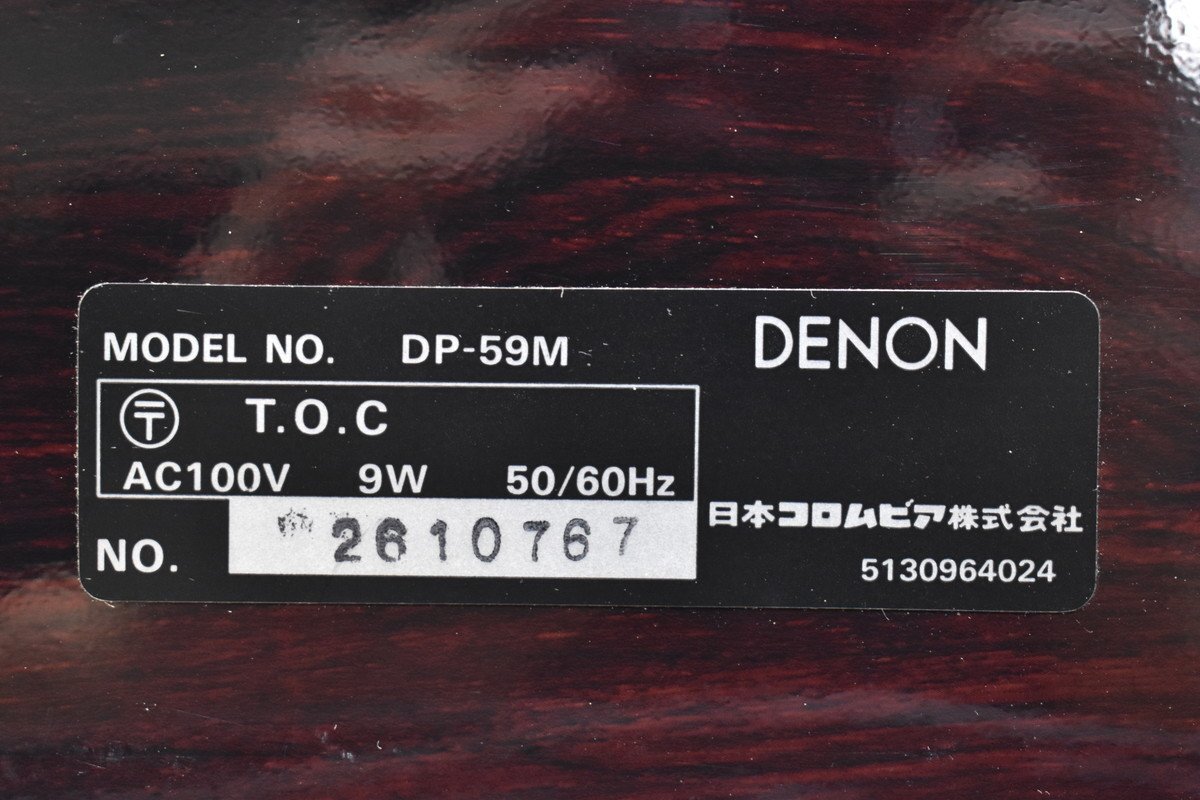 MODEL NO. DP-59M
DENON
〒 T.O.C
AC100V 9W 50/60Hz
日本コロムビア株式会社
NO. 2610767
5130964024